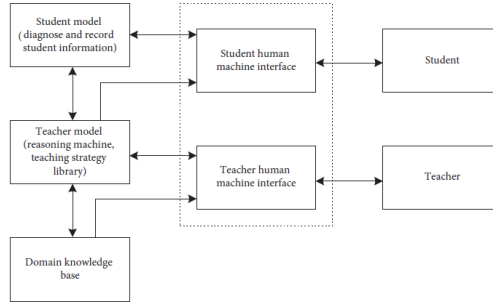 Student model
( diagnose and record
student information)
Student human
machine interface
Student
Teacher model
(reasoning machine,
teaching strategy
library)
Teacher human
machine interface
Teacher
Domain knowledge
base